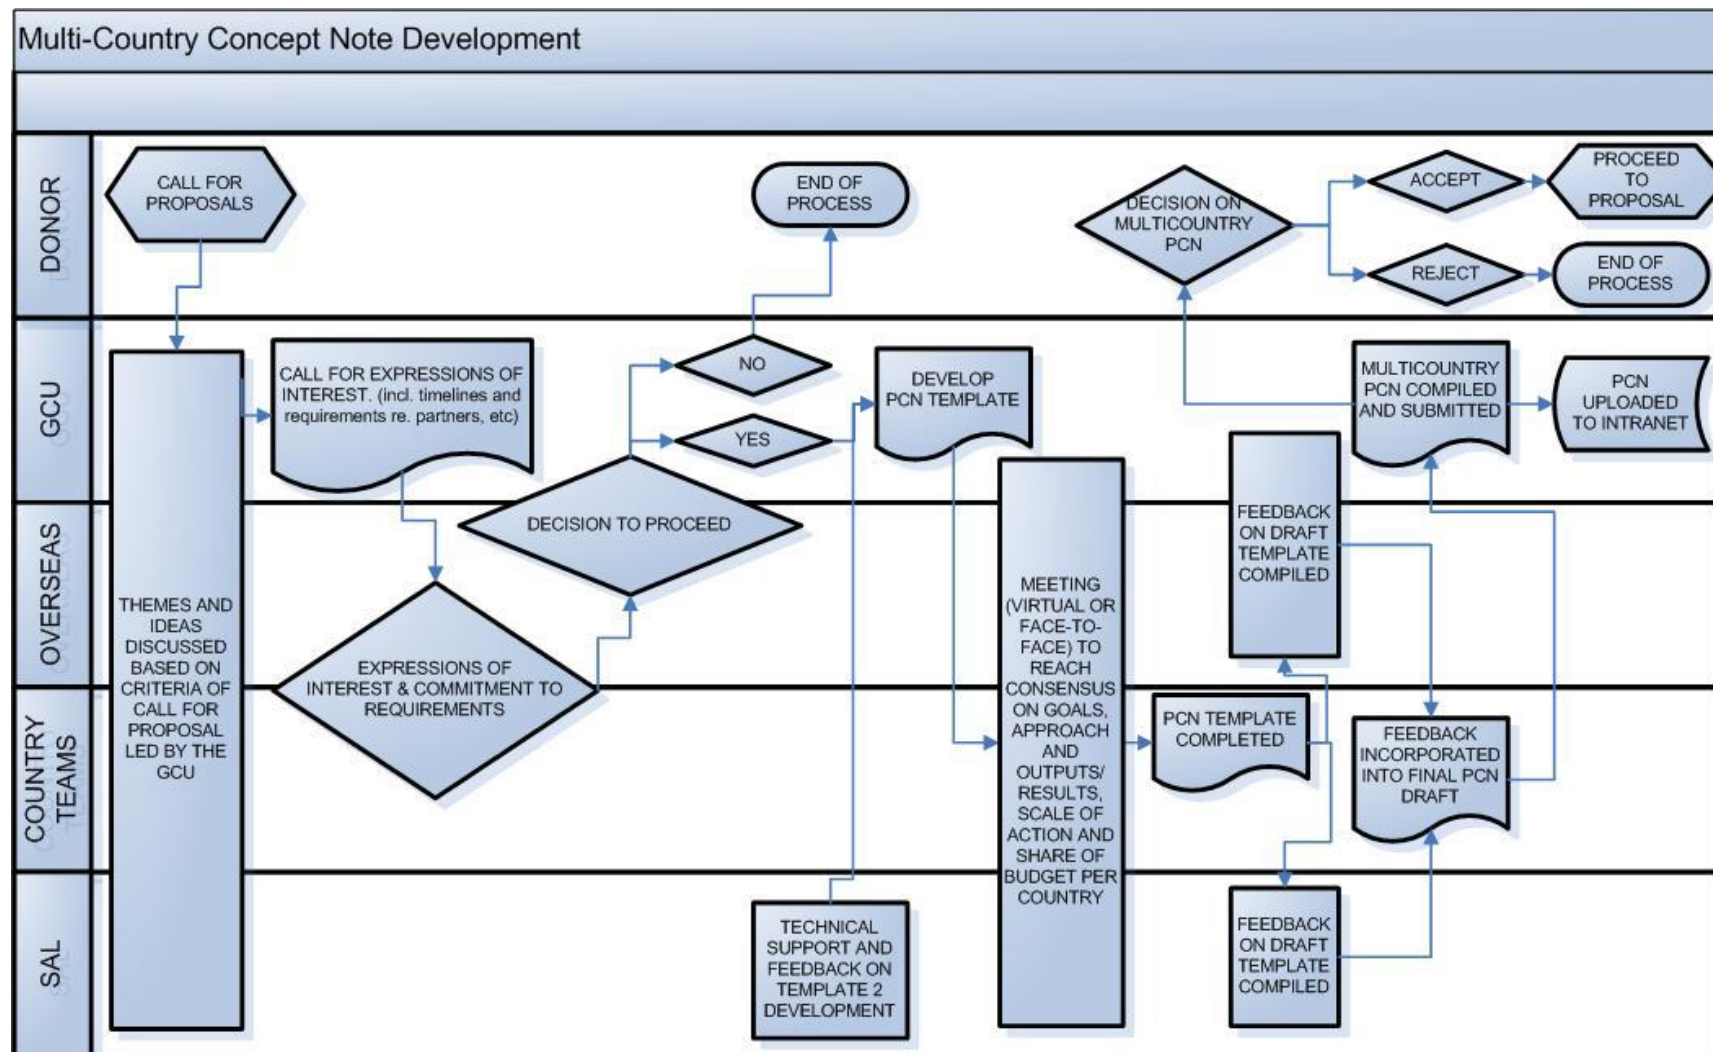 Multi-Country Concept Note Development
DONOR
CALL FOR
PROPOSALS
END OF
PROCESS
DECISION ON
MULTICOUNTRY
PCN
ACCEPT
PROCEED
TO
PROPOSAL
REJECT
END OF
PROCESS
GCU
CALL FOR EXPRESSIONS OF
INTEREST. (incl. timelines and
requirements re. partners, etc)
NO
YES
DEVELOP
PCN TEMPLATE
MULTICOUNTRY
PCN COMPILED
AND SUBMITTED
PCN
UPLOADED
TO INTRANET
OVERSEAS
THEMES AND
IDEAS
DISCUSSED
BASED ON
CRITERIA OF
CALL FOR
PROPOSAL
LED BY THE
GCU
DECISION TO PROCEED
EXPRESSIONS OF
INTEREST & COMMITMENT TO
REQUIREMENTS
MEETING
(VIRTUAL OR
FACE-TO-
FACE) TO
REACH
CONSENSUS
ON GOALS,
APPROACH
AND
OUTPUTS/
RESULTS,
SCALE OF
ACTION AND
SHARE OF
BUDGET PER
COUNTRY
FEEDBACK
ON DRAFT
TEMPLATE
COMPILED
COUNTRY
TEAMS
PCN TEMPLATE
COMPLETED
FEEDBACK
INCORPORATED
INTO FINAL PCN
DRAFT
SAL
TECHNICAL
SUPPORT AND
FEEDBACK ON
TEMPLATE 2
DEVELOPMENT
FEEDBACK
ON DRAFT
TEMPLATE
COMPILED